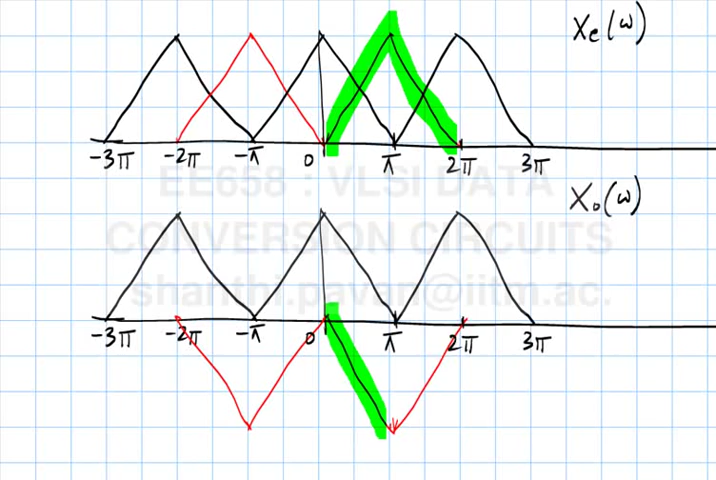 Xe(ω)
-3π -2π -π 0 π 2π 3π
EE658 : VLSI DATA
X₀(ω)
CONVERSION CIRCUITS
shanthi.pavan@iitm.ac.
-3π -2π -π 0 π 2π 3π